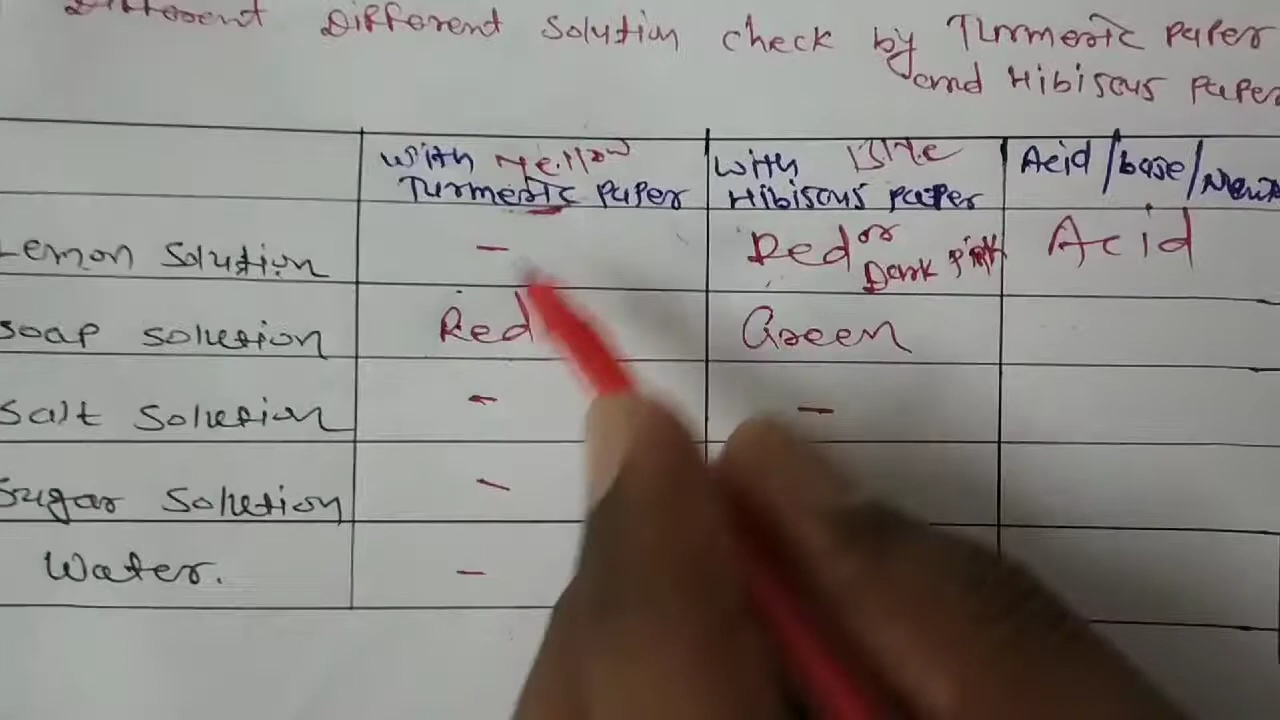 Different Different Solution check by Turmeric Paper
and Hibiscus Paper
With Yellow Turmeric Paper
With Blue Hibiscus Paper
Acid/base/
Lemon Solution - Red or Dark pink Acid
Soap Solution Red Green
Salt Solution - -
Sugar Solution -
Water. -